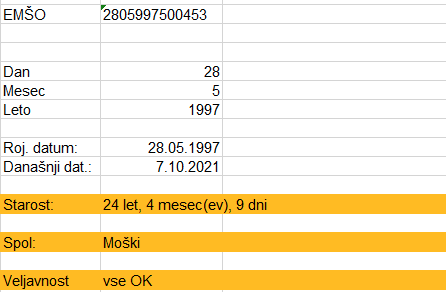 EMŠO 2805997500453
Dan 28
Mesec 5
Leto 1997
Roj. datum: 28.05.1997
Današnji dat.: 7.10.2021
Starost: 24 let, 4 mesec(ev), 9 dni
Spol: Moški
Veljavnost vse OK